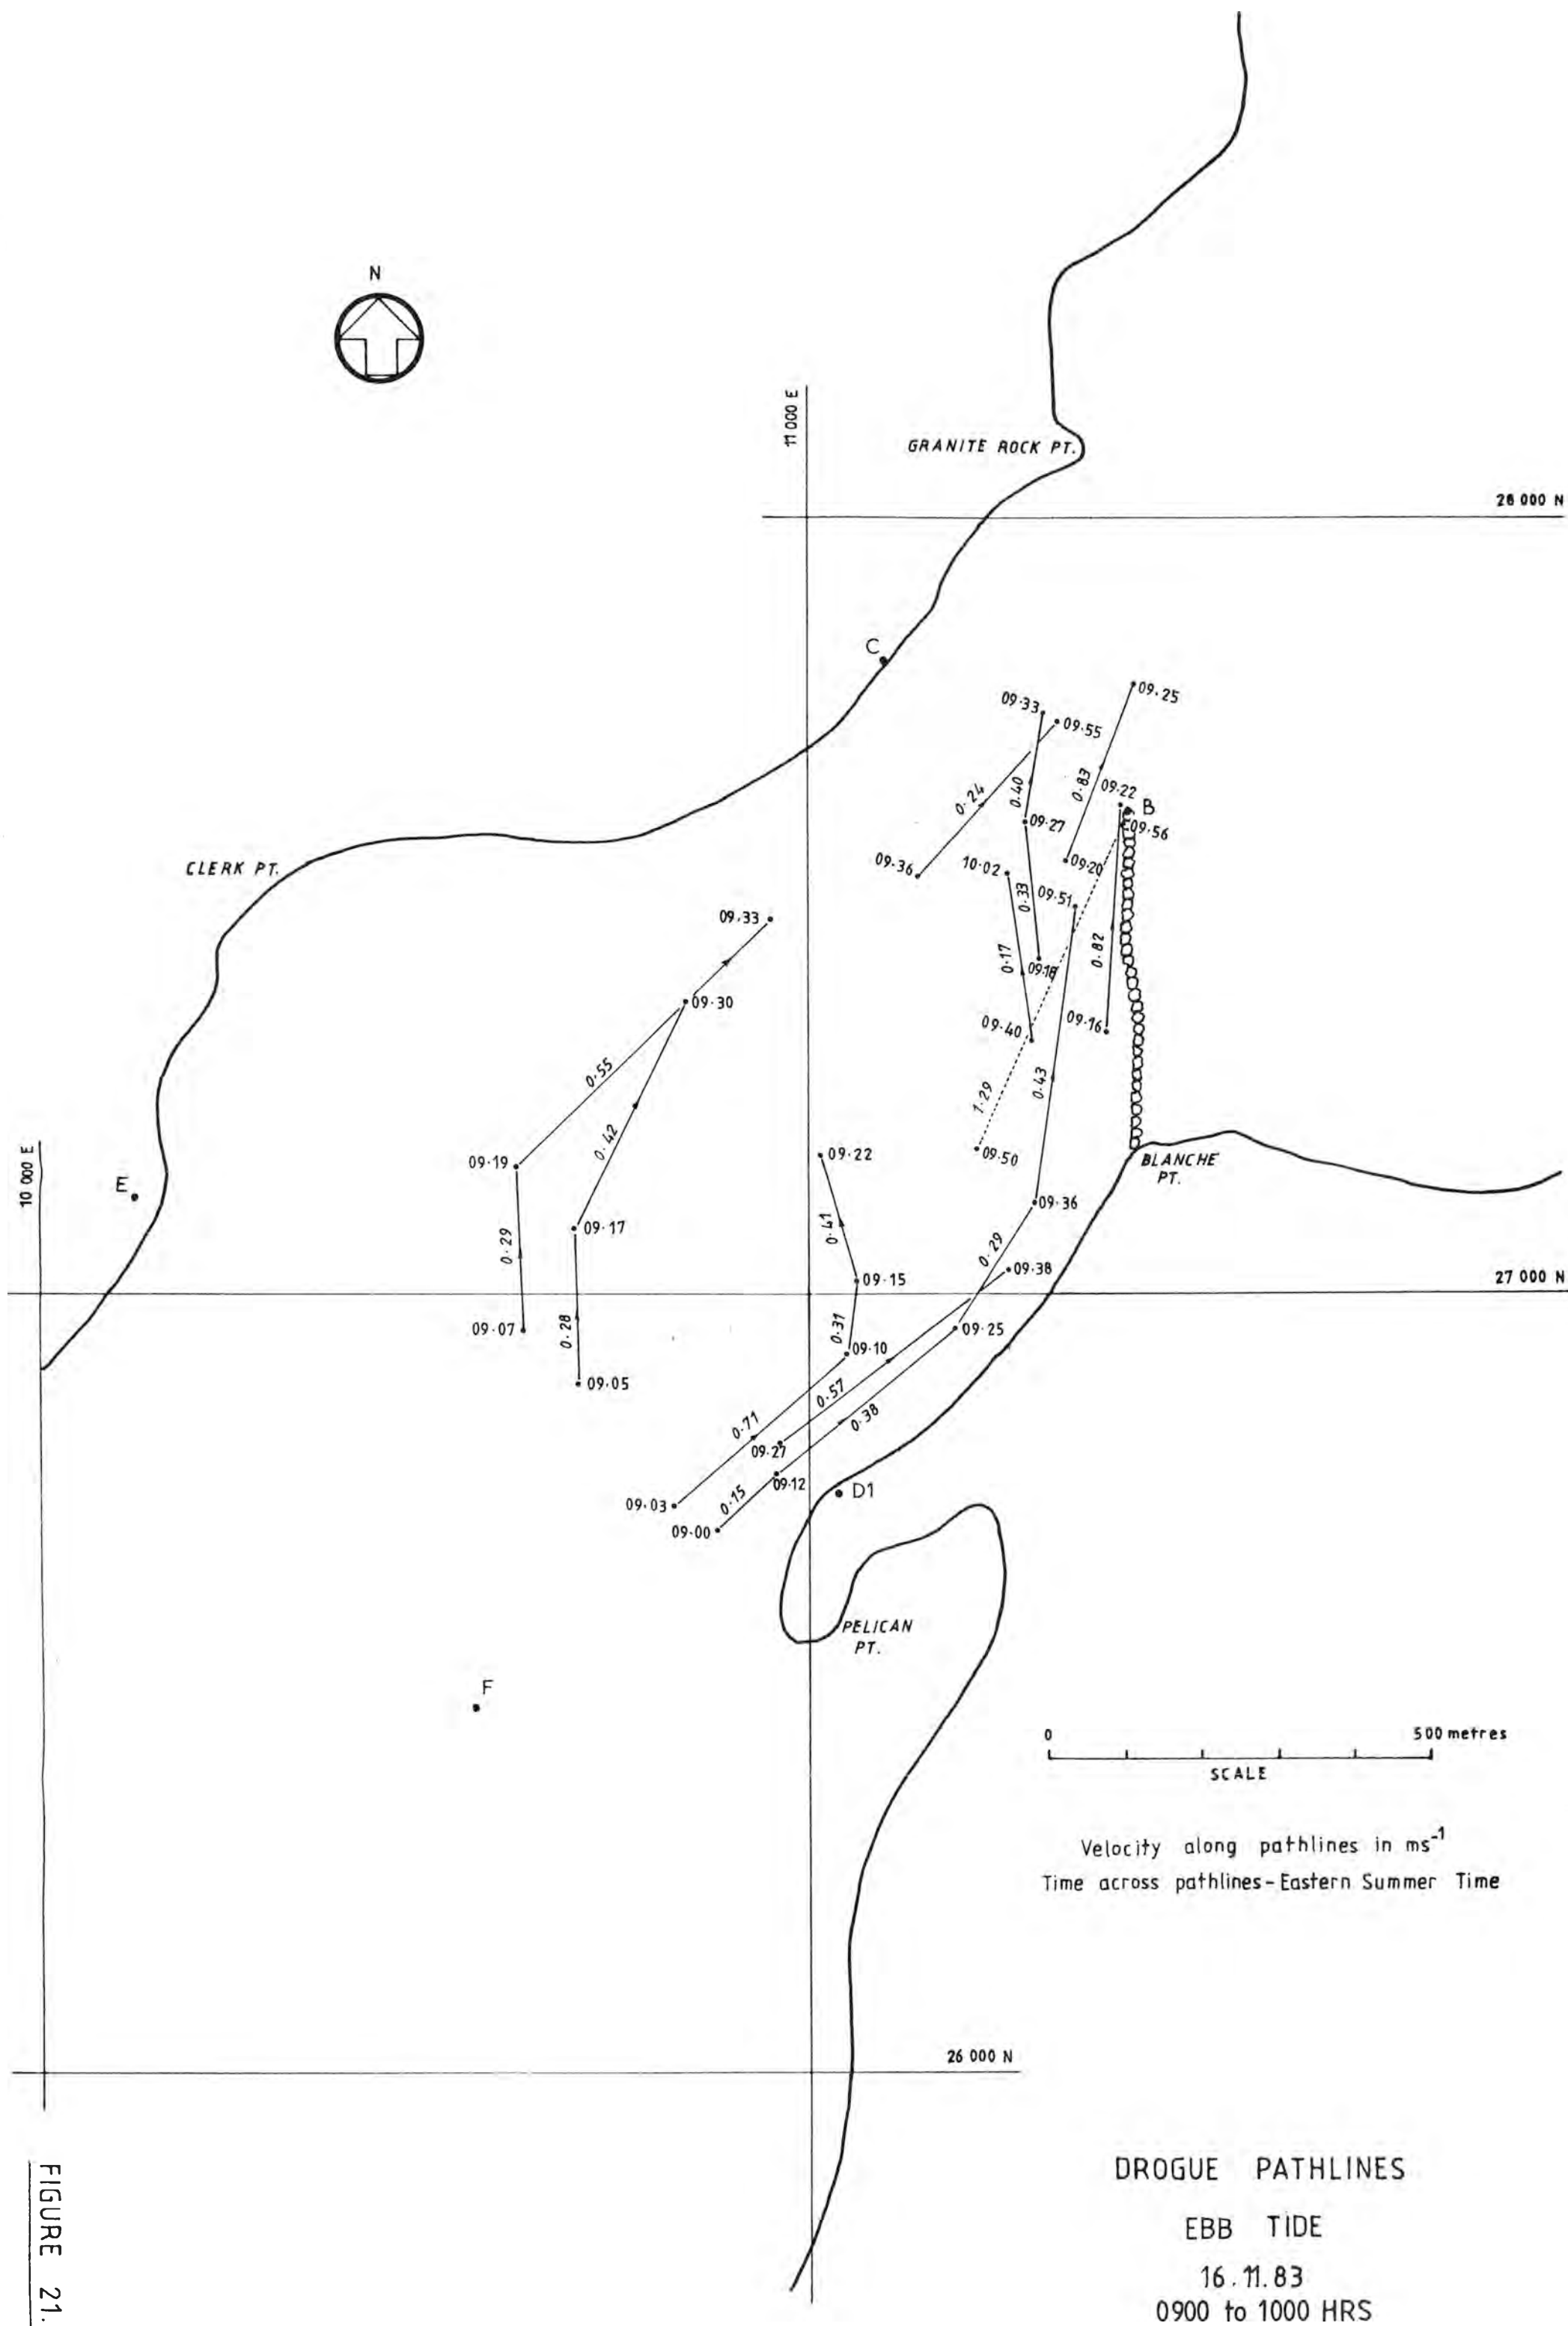 N
11 000 E
GRANITE ROCK PT.
28 000 N
C
09.25
09.33
09.55
0.83
0.40
0.24
09.22
B
09.56
09.27
09.20
09.36
10.02
0.33
09.51
CLERK PT.
09.33
0.82
0.17
09.18
09.30
09.40
09.16
0.55
0.43
1.29
0.42
10 000 E
E
09.19
09.22
09.50
BLANCHE
PT.
09.17
09.36
0.41
0.29
0.29
09.38
09.15
27 000 N
09.07
0.28
0.31
09.25
09.10
09.05
0.57
0.71
0.38
09.27
09.12
D1
09.03
0.15
09.00
PELICAN
PT.
F
0 500 metres
SCALE
Velocity along pathlines in ms⁻¹
Time across pathlines - Eastern Summer Time
26 000 N
DROGUE PATHLINES
EBB TIDE
16.11.83
0900 to 1000 HRS
FIGURE 21.